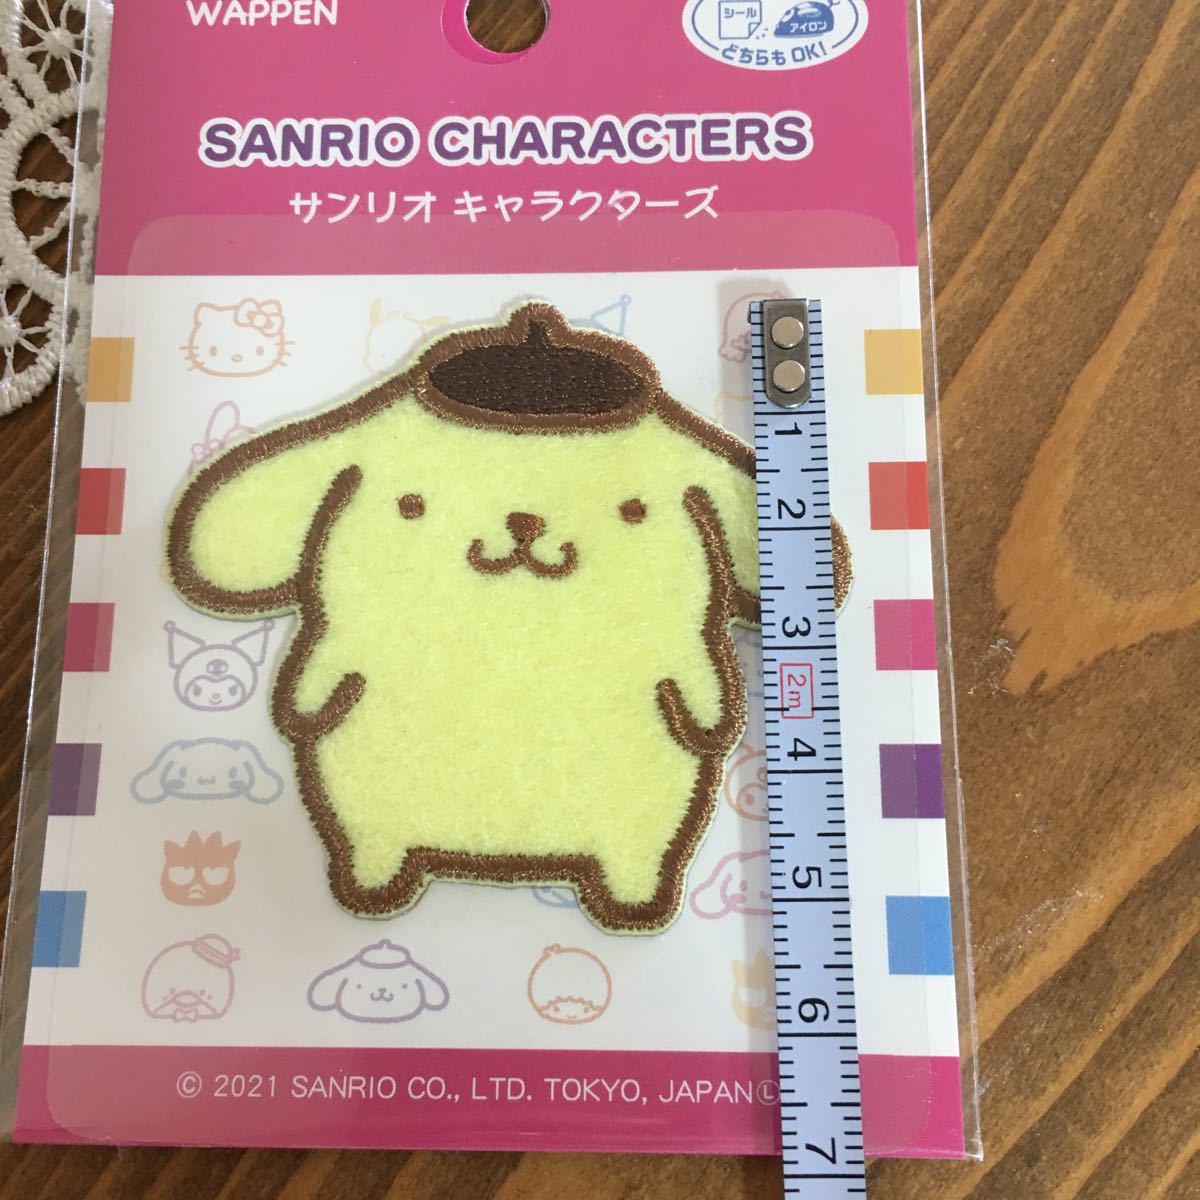 WAPPEN
シール
アイロン
どちらもOK!
SANRIO CHARACTERS
サンリオ キャラクターズ
1
2
3
2m
4
5
6
7
© 2021 SANRIO CO., LTD. TOKYO, JAPAN Ⓛ